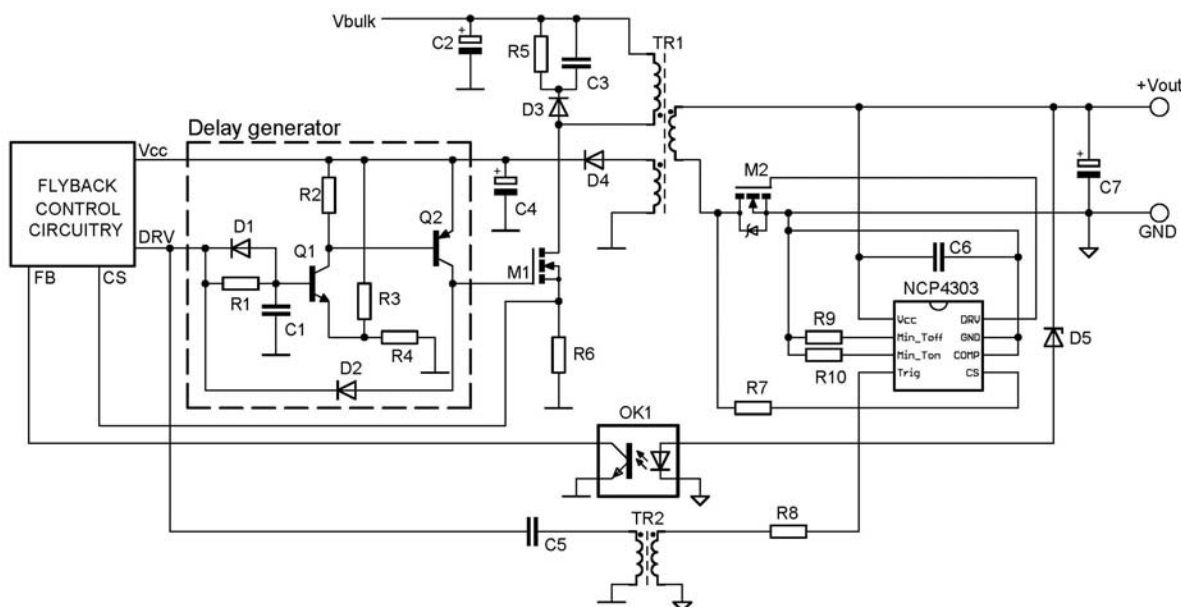 Vbulk
C2
R5
C3
TR1
D3
+Vout
Delay generator
Vcc
FLYBACK
CONTROL
CIRCUITRY
DRV
FB
CS
D1
R1
C1
R2
Q1
R3
R4
Q2
D2
C4
D4
M1
R6
M2
C7
GND
C6
NCP4303
Vcc
DRV
Min_Toff
GND
Min_Ton
COMP
Trig
CS
R9
R10
R7
D5
OK1
C5
TR2
R8